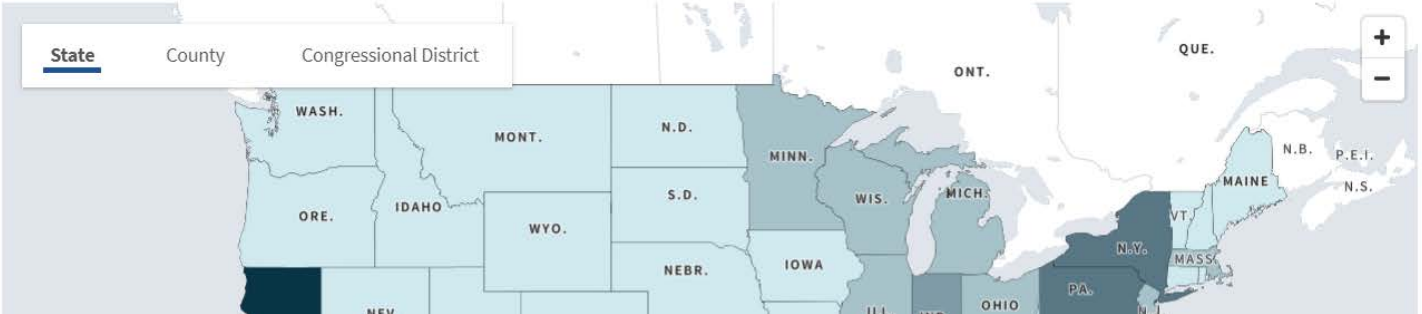 State County Congressional District
+
−
QUE.
ONT.
WASH.
MONT.
N.D.
MINN.
N.B.
P.E.I.
MAINE
N.S.
S.D.
WIS.
MICH.
IDAHO
ORE.
WYO.
VT.
N.Y.
MASS
IOWA
NEBR.
PA.
OHIO